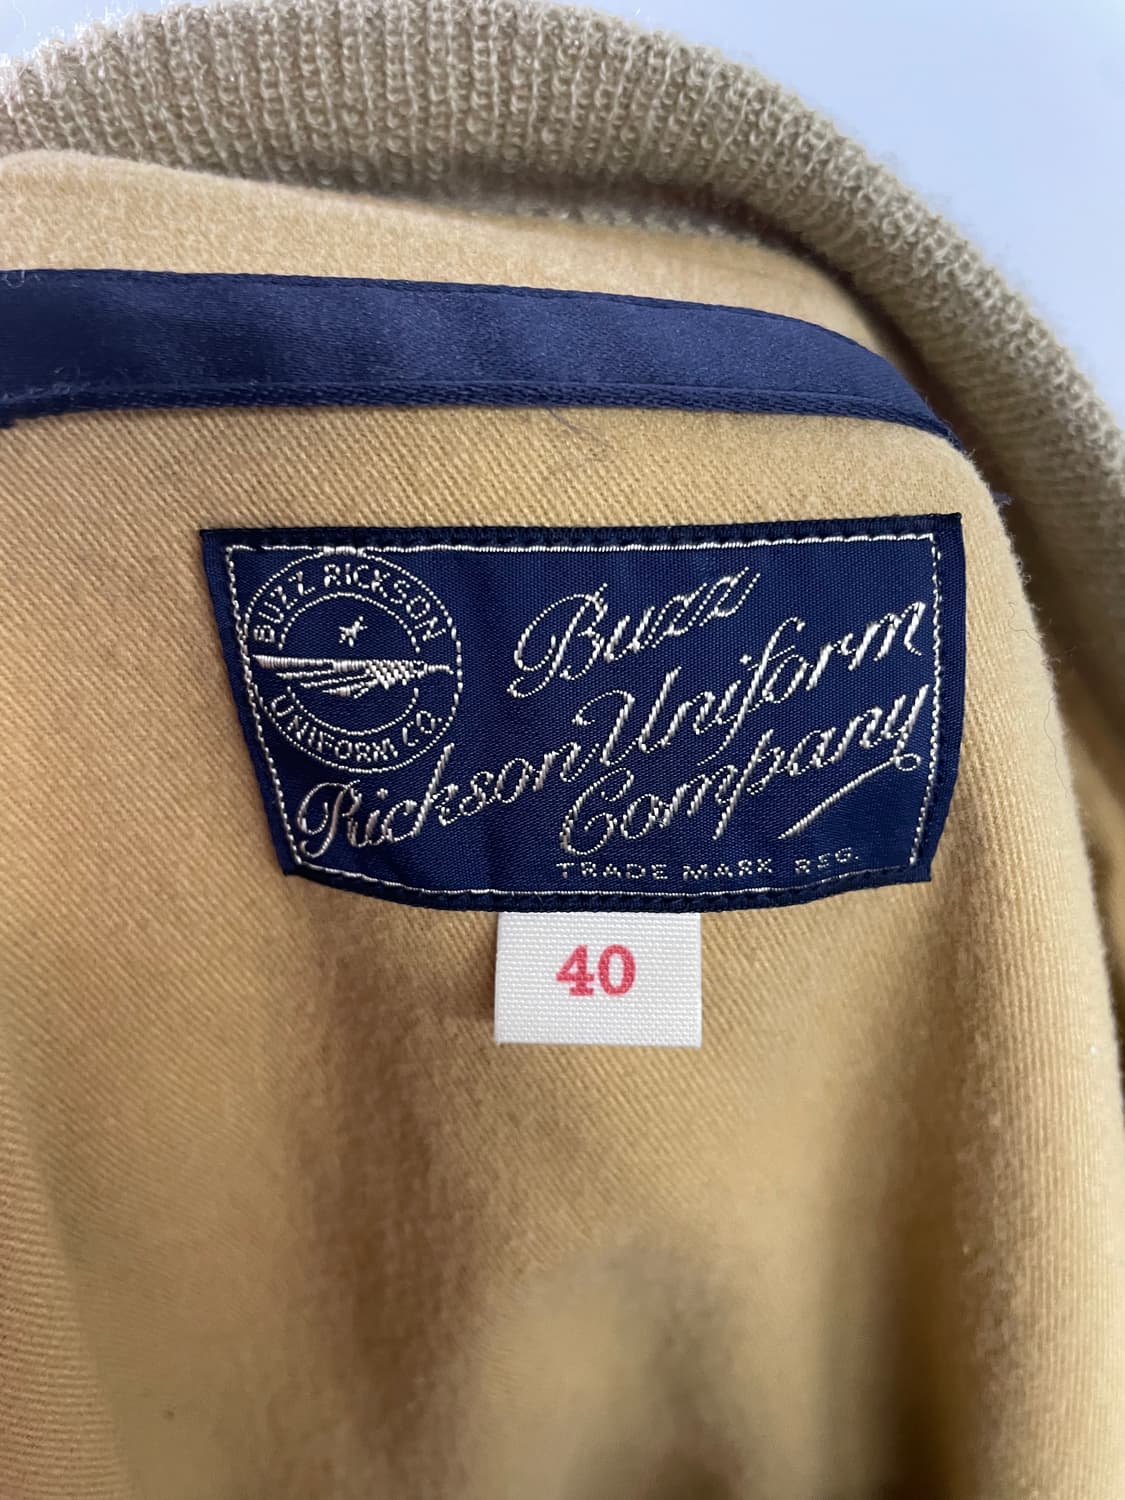 BUZZ RICKSON
UNIFORM CO.
Buzz
Rickson Uniform
Company
TRADE MARK REG.
40